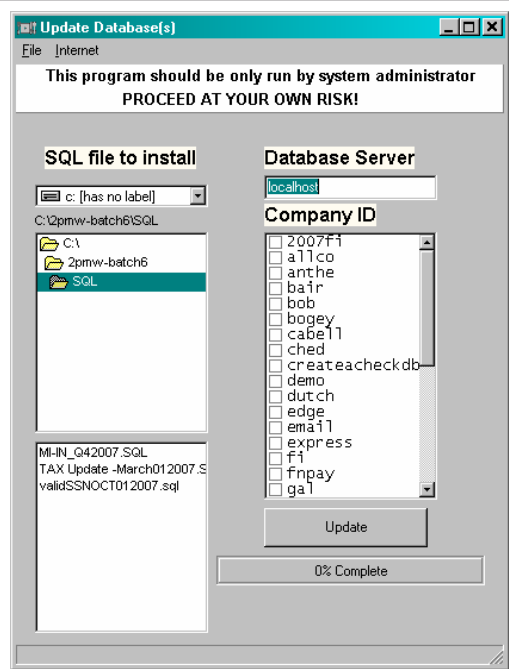 Update Database(s)
File Internet
This program should be only run by system administrator
PROCEED AT YOUR OWN RISK!
SQL file to install
c: [has no label]
C:\2pmw-batch6\SQL
C:\
2pmw-batch6
SQL
MI-IN_Q42007.SQL
TAX Update -March012007.S
validSSNOCT012007.sql
Database Server
localhost
Company ID
2007fi
allco
anthe
bair
bob
bogey
cabell
ched
createacheckdb
demo
dutch
edge
email
express
fi
fnpay
gal
Update
0% Complete